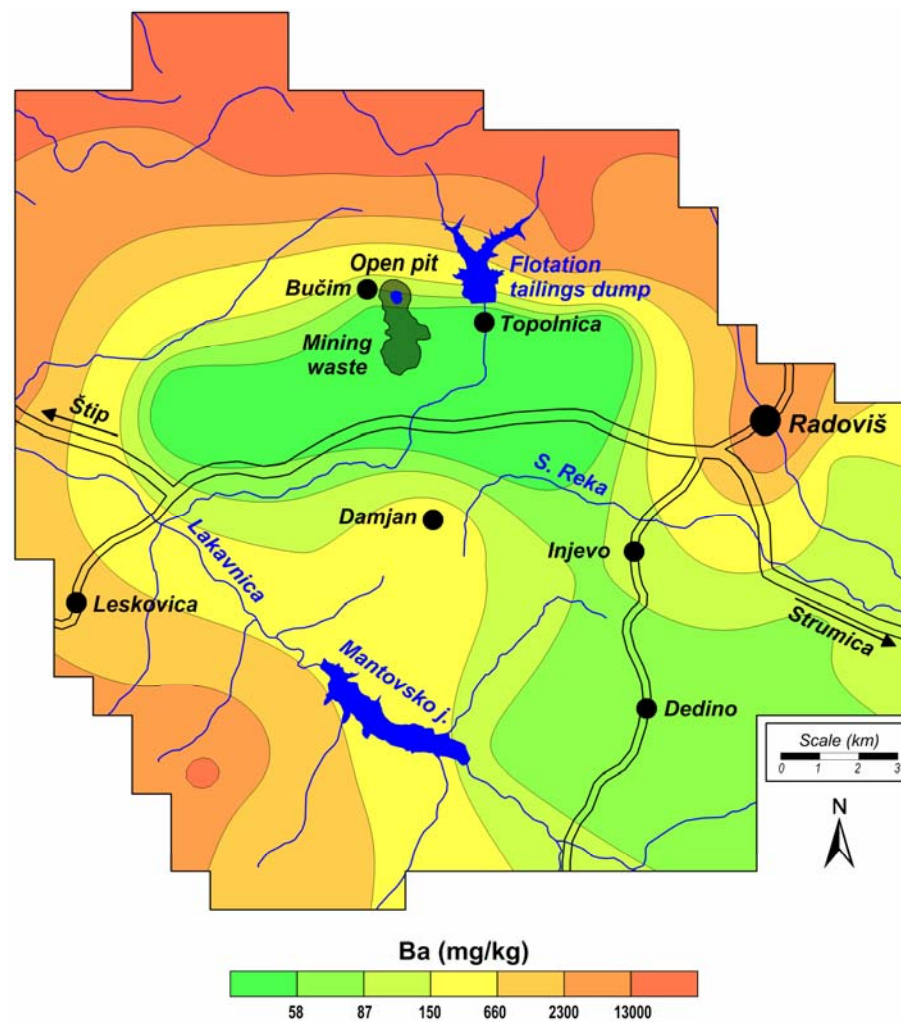 Open pit
Bučim
Flotation
tailings dump
Topolnica
Mining
waste
Štip
Radoviš
S. Reka
Damjan
Injevo
Lakavnica
Leskovica
Strumica
Mantovsko j.
Dedino
Scale (km)
0 1 2 3
N
Ba (mg/kg)
58 87 150 660 2300 13000